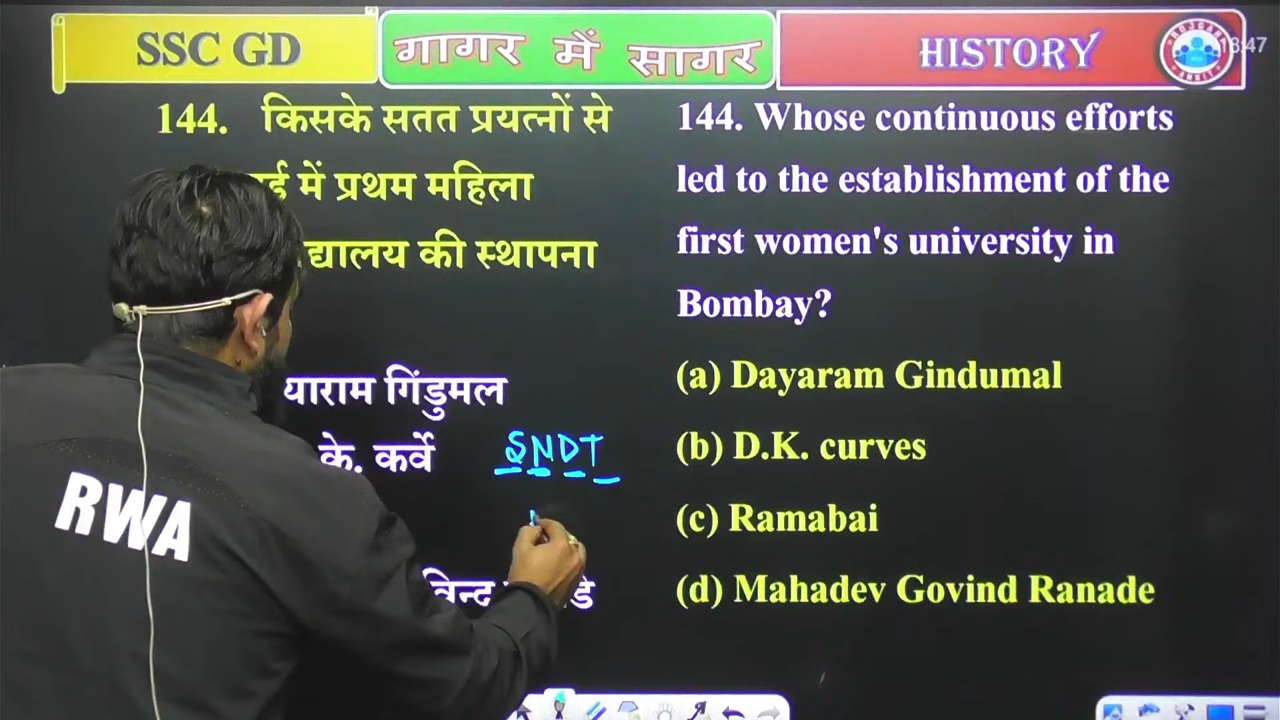 SSC GD
गागर में सागर
HISTORY
18:47
144. किसके सतत प्रयत्नों से
में प्रथम महिला
की स्थापना
गिंडुमल
के. कर्वे
SNDT
144. Whose continuous efforts
led to the establishment of the
first women's university in
Bombay?
(a) Dayaram Gindumal
(b) D.K. curves
(c) Ramabai
(d) Mahadev Govind Ranade
RWA